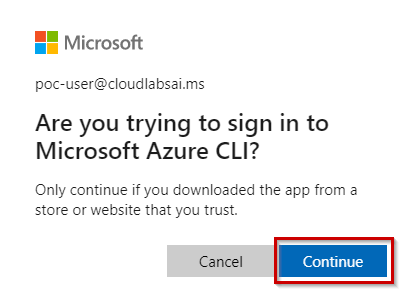 Microsoft
poc-user@cloudlabsai.ms
Are you trying to sign in to
Microsoft Azure CLI?
Only continue if you downloaded the app from a
store or website that you trust.
Cancel
Continue